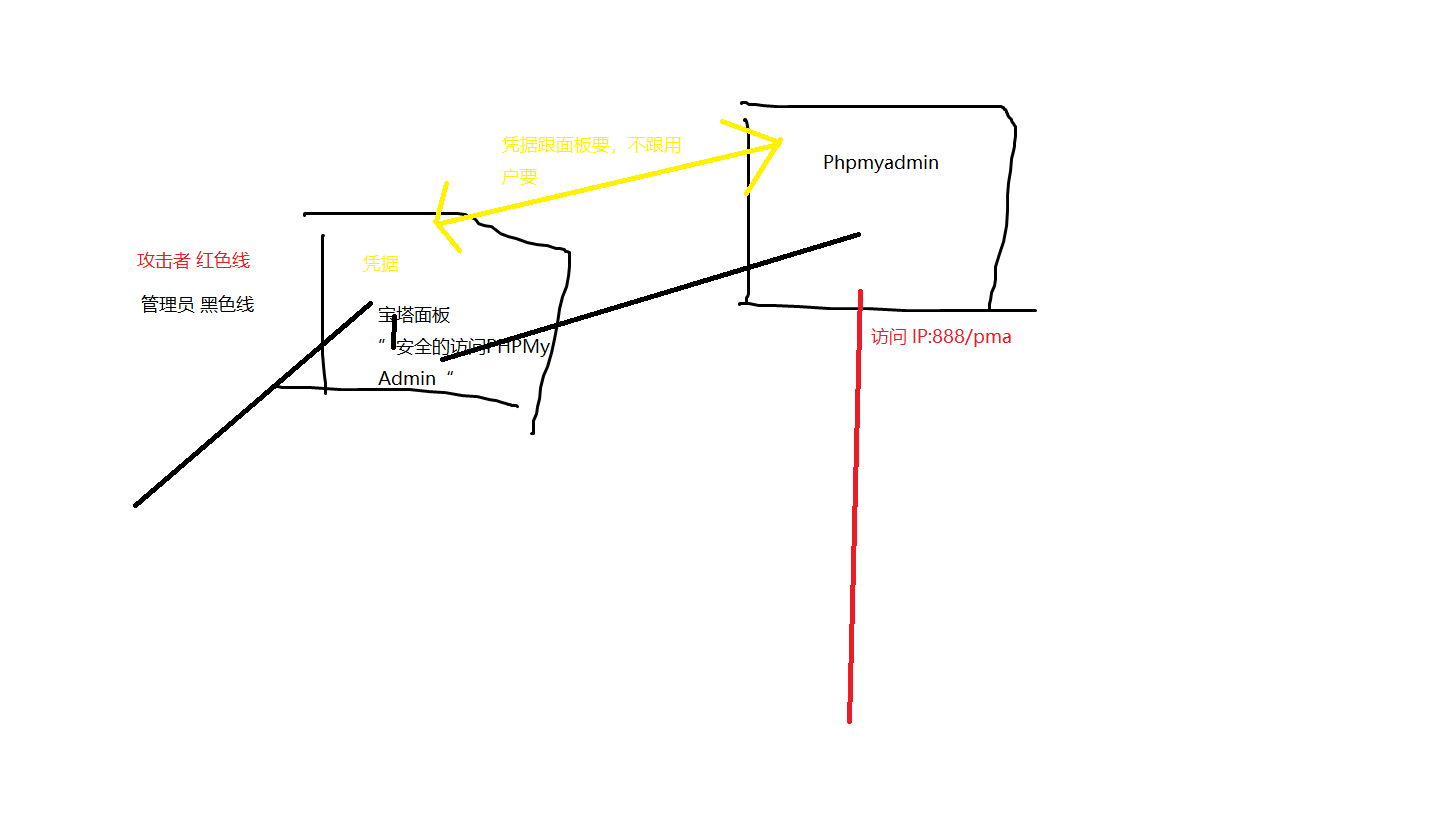 凭据跟面板要，不跟用
户要
Phpmyadmin
攻击者 红色线
管理员 黑色线
凭据
宝塔面板
”安全的访问PHPMy
Admin “
访问 IP:888/pma